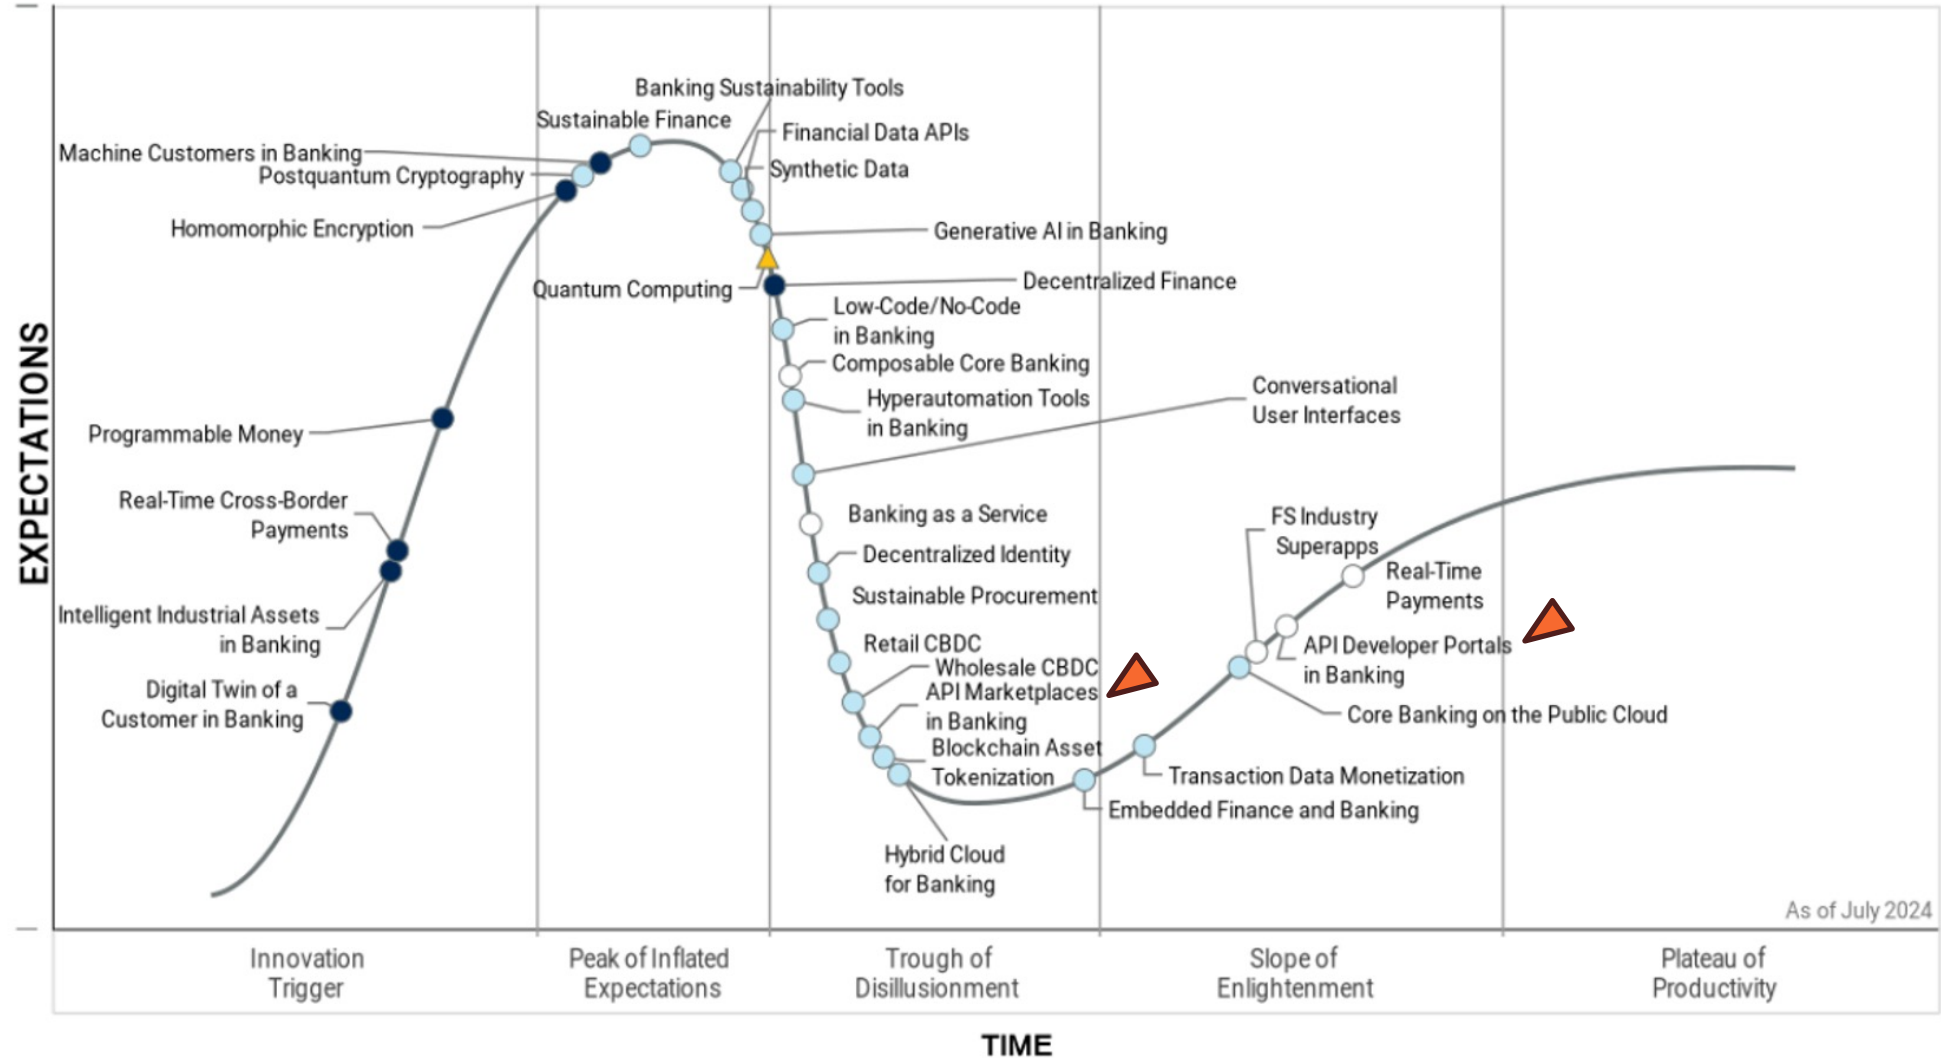 Banking Sustainability Tools
Sustainable Finance
Financial Data APIs
Machine Customers in Banking
Synthetic Data
Postquantum Cryptography
Homomorphic Encryption
Generative AI in Banking
Quantum Computing
Decentralized Finance
Low-Code/No-Code
in Banking
Composable Core Banking
Hyperautomation Tools
in Banking
Conversational
User Interfaces
Programmable Money
Real-Time Cross-Border
Payments
Banking as a Service
FS Industry
Superapps
Decentralized Identity
Real-Time
Payments
Sustainable Procurement
Intelligent Industrial Assets
in Banking
Retail CBDC
API Developer Portals
in Banking
Wholesale CBDC
API Marketplaces
in Banking
Digital Twin of a
Customer in Banking
Core Banking on the Public Cloud
Blockchain Asset
Tokenization
Transaction Data Monetization
Embedded Finance and Banking
Hybrid Cloud
for Banking
EXPECTATIONS
As of July 2024
Innovation
Trigger
Peak of Inflated
Expectations
Trough of
Disillusionment
Slope of
Enlightenment
Plateau of
Productivity
TIME